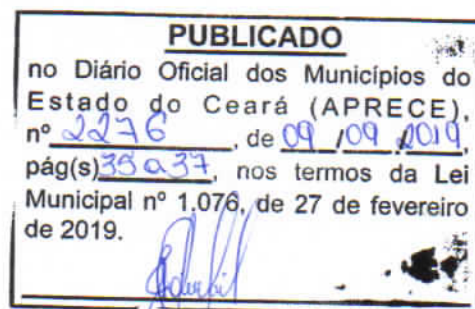 PUBLICADO
no Diário Oficial dos Municípios do
Estado do Ceará (APRECE),
nº 2276, de 09/09/2019,
pág(s) 35 a 37, nos termos da Lei
Municipal nº 1.076, de 27 de fevereiro
de 2019.